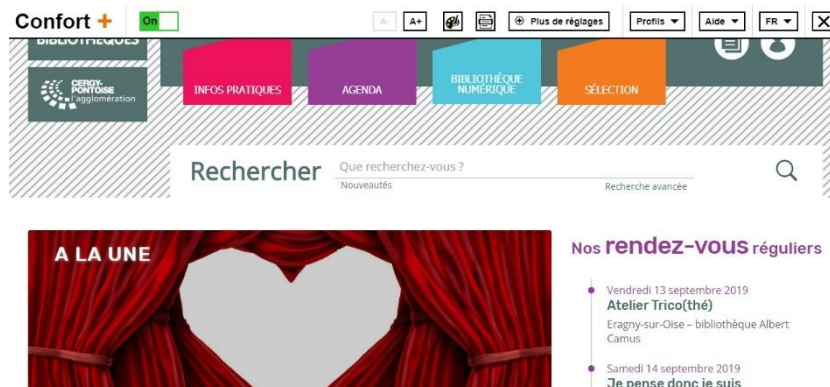 Confort + On A- A+ Plus de réglages Profils Aide FR X
BIBLIOTHÈQUES
CERGY-
PONTOISE
l'agglomération
INFOS PRATIQUES
AGENDA
BIBLIOTHÈQUE
NUMÉRIQUE
SÉLECTION
Rechercher
Que recherchez-vous ?
Nouveautés
Recherche avancée
A LA UNE
Nos rendez-vous réguliers
Vendredi 13 septembre 2019
Atelier Trico(thé)
Eragny-sur-Oise – bibliothèque Albert
Camus
Samedi 14 septembre 2019
Je pense donc je suis